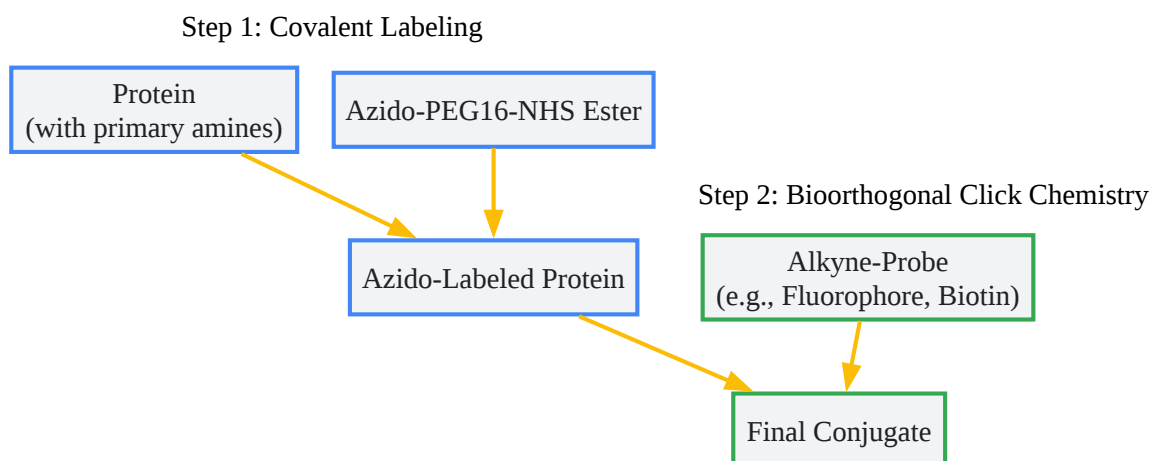 Step 1: Covalent Labeling
Protein
(with primary amines)
Azido-PEG16-NHS Ester
Step 2: Bioorthogonal Click Chemistry
Azido-Labeled Protein
Alkyne-Probe
(e.g., Fluorophore, Biotin)
Final Conjugate